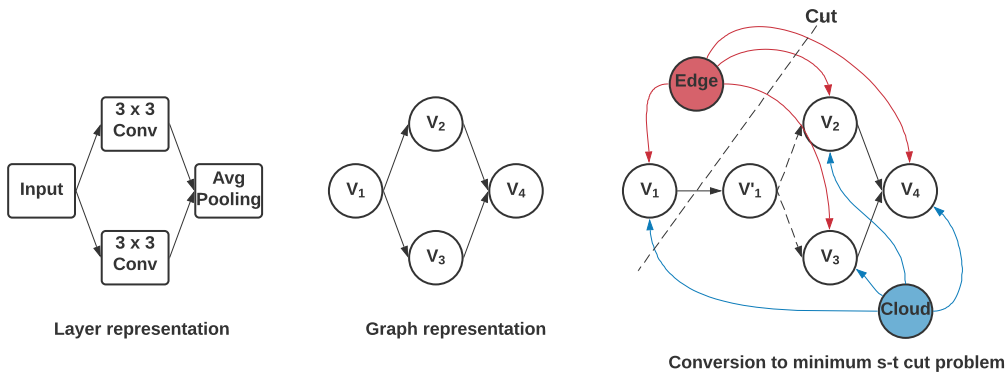 Input
3 x 3
Conv
3 x 3
Conv
Avg
Pooling
Layer representation
V1
V2
V3
V4
Graph representation
Cut
Edge
V1
V'1
V2
V3
V4
Cloud
Conversion to minimum s-t cut problem